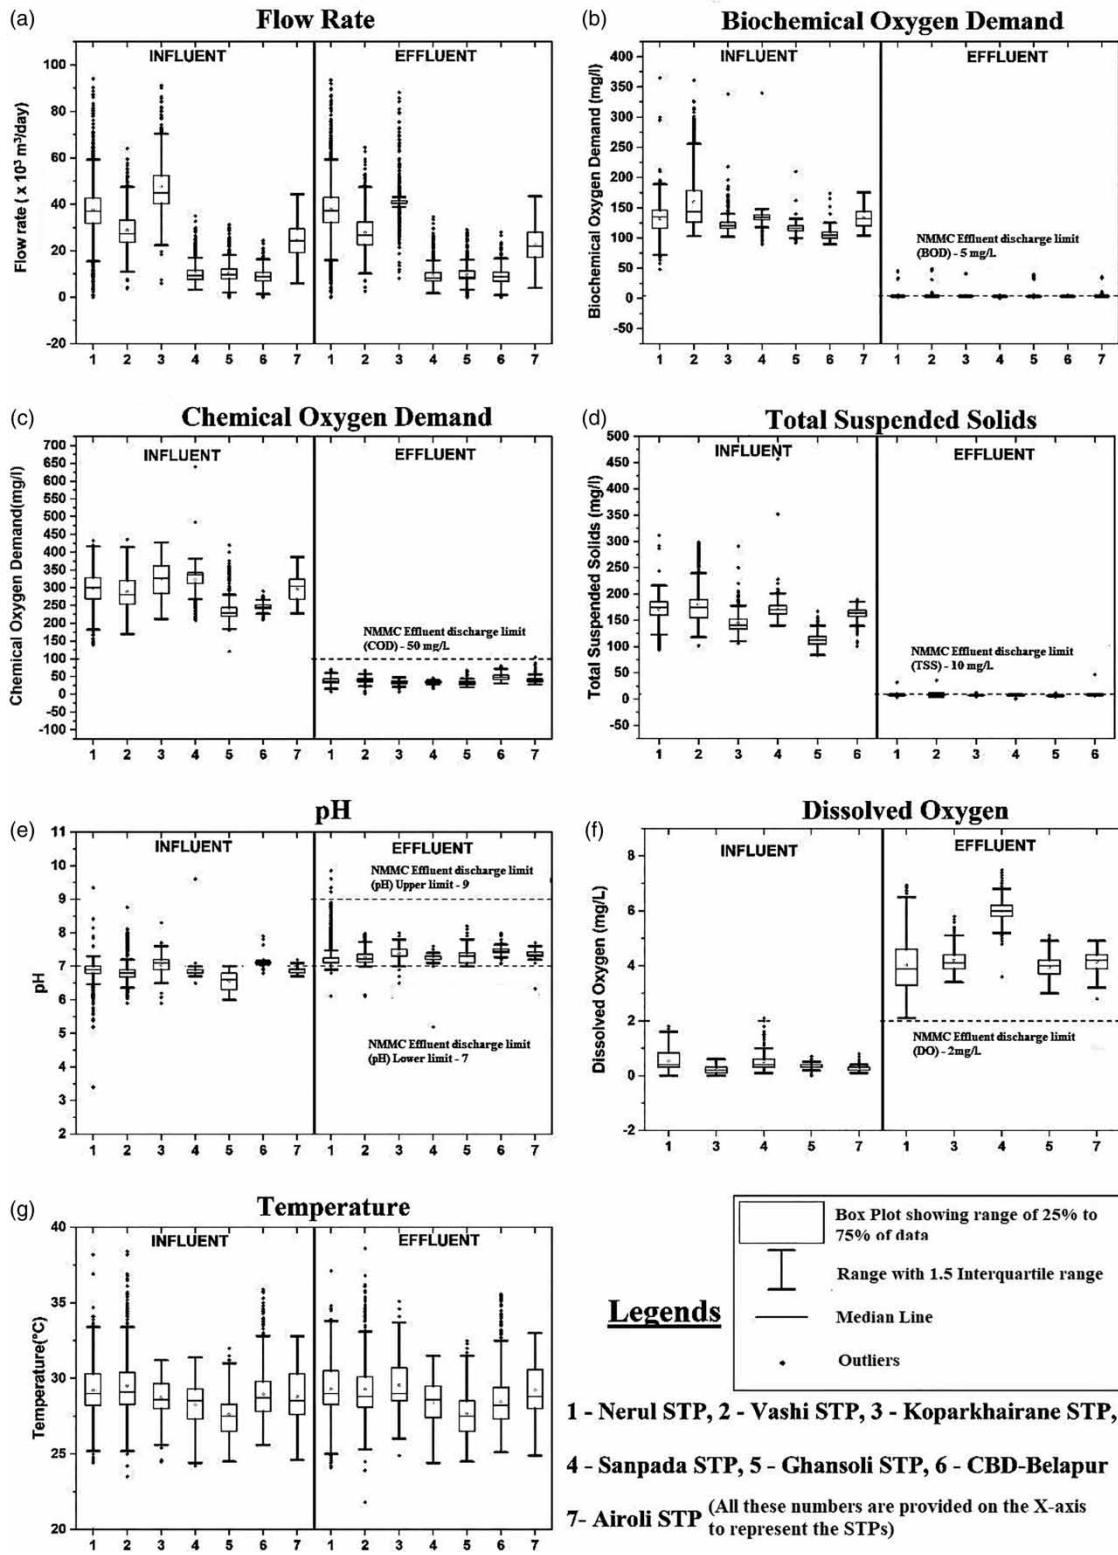 (a) Flow Rate
INFLUENT EFFLUENT
Flow rate ( x 10³ m³/day)
100
80
60
40
20
0
-20
1 2 3 4 5 6 7 1 2 3 4 5 6 7
(b) Biochemical Oxygen Demand
INFLUENT EFFLUENT
Biochemical Oxygen Demand (mg/l)
400
350
300
250
200
150
100
50
0
-50
NMMC Effluent discharge limit
(BOD) - 5 mg/L
1 2 3 4 5 6 7 1 2 3 4 5 6 7
(c) Chemical Oxygen Demand
INFLUENT EFFLUENT
Chemical Oxygen Demand(mg/l)
700
650
600
550
500
450
400
350
300
250
200
150
100
50
0
-50
-100
NMMC Effluent discharge limit
(COD) - 50 mg/L
1 2 3 4 5 6 7 1 2 3 4 5 6 7
(d) Total Suspended Solids
INFLUENT EFFLUENT
Total Suspended Solids (mg/l)
500
450
400
350
300
250
200
150
100
50
0
-50
NMMC Effluent discharge limit
(TSS) - 10 mg/L
1 2 3 4 5 6 1 2 3 4 5 6
(e) pH
INFLUENT EFFLUENT
pH
11
10
9
8
7
6
5
4
3
2
NMMC Effluent discharge limit
(pH) Upper limit - 9
NMMC Effluent discharge limit
(pH) Lower limit - 7
1 2 3 4 5 6 7 1 2 3 4 5 6 7
(f) Dissolved Oxygen
INFLUENT EFFLUENT
Dissolved Oxygen (mg/L)
8
6
4
2
0
-2
NMMC Effluent discharge limit
(DO) - 2mg/L
1 3 4 5 7 1 3 4 5 7
(g) Temperature
INFLUENT EFFLUENT
Temperature(°C)
40
35
30
25
20
1 2 3 4 5 6 7 1 2 3 4 5 6 7
Legends
Box Plot showing range of 25% to
75% of data
Range with 1.5 Interquartile range
Median Line
Outliers
1 - Nerul STP, 2 - Vashi STP, 3 - Koparkhairane STP,
4 - Sanpada STP, 5 - Ghansoli STP, 6 - CBD-Belapur
7- Airoli STP (All these numbers are provided on the X-axis
to represent the STPs)